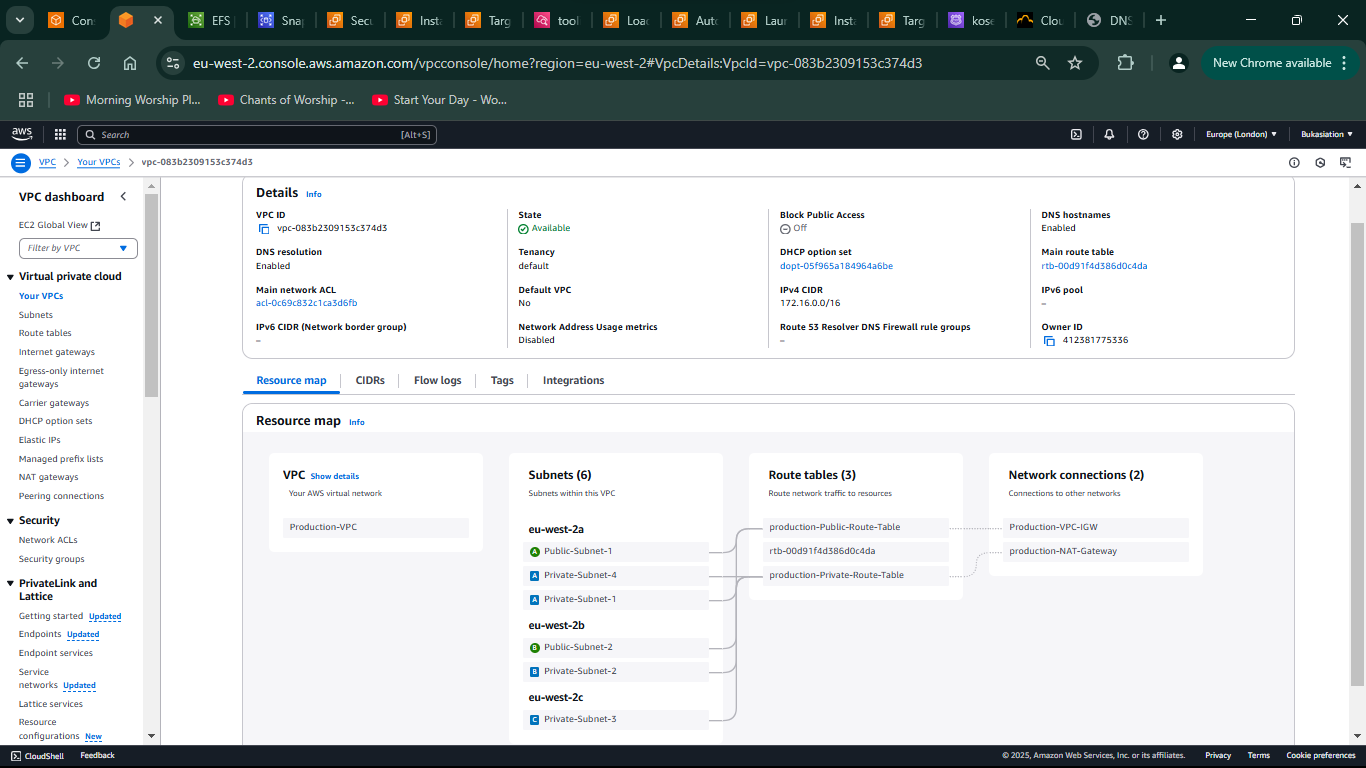 Cons
EFS
Snap
Secu
Insta
Targ
tool
Load
Auto
Laun
Insta
Targ
kose
Clou
DNS
eu-west-2.console.aws.amazon.com/vpcconsole/home?region=eu-west-2#VpcDetails:VpcId=vpc-083b2309153c374d3
New Chrome available
Morning Worship Pl...
Chants of Worship -...
Start Your Day - Wo...
aws
Search
[Alt+S]
Europe (London)
Bukasiation
VPC
Your VPCs
vpc-083b2309153c374d3
VPC dashboard
EC2 Global View
Filter by VPC
Virtual private cloud
Your VPCs
Subnets
Route tables
Internet gateways
Egress-only internet
gateways
Carrier gateways
DHCP option sets
Elastic IPs
Managed prefix lists
NAT gateways
Peering connections
Security
Network ACLs
Security groups
PrivateLink and
Lattice
Getting started Updated
Endpoints Updated
Endpoint services
Service
networks Updated
Lattice services
Resource
configurations New
Details Info
VPC ID
vpc-083b2309153c374d3
State
Available
Block Public Access
Off
DNS hostnames
Enabled
DNS resolution
Enabled
Tenancy
default
DHCP option set
dopt-05f965a184964a6be
Main route table
rtb-00d91f4d386d0c4da
Main network ACL
acl-0c69c832c1ca3d6fb
Default VPC
No
IPv4 CIDR
172.16.0.0/16
IPv6 pool
–
IPv6 CIDR (Network border group)
–
Network Address Usage metrics
Disabled
Route 53 Resolver DNS Firewall rule groups
–
Owner ID
412381775336
Resource map
CIDRs
Flow logs
Tags
Integrations
Resource map Info
VPC Show details
Your AWS virtual network
Production-VPC
Subnets (6)
Subnets within this VPC
eu-west-2a
A Public-Subnet-1
A Private-Subnet-4
A Private-Subnet-1
eu-west-2b
B Public-Subnet-2
B Private-Subnet-2
eu-west-2c
C Private-Subnet-3
Route tables (3)
Route network traffic to resources
production-Public-Route-Table
rtb-00d91f4d386d0c4da
production-Private-Route-Table
Network connections (2)
Connections to other networks
Production-VPC-IGW
production-NAT-Gateway
CloudShell
Feedback
© 2025, Amazon Web Services, Inc. or its affiliates.
Privacy
Terms
Cookie preferences